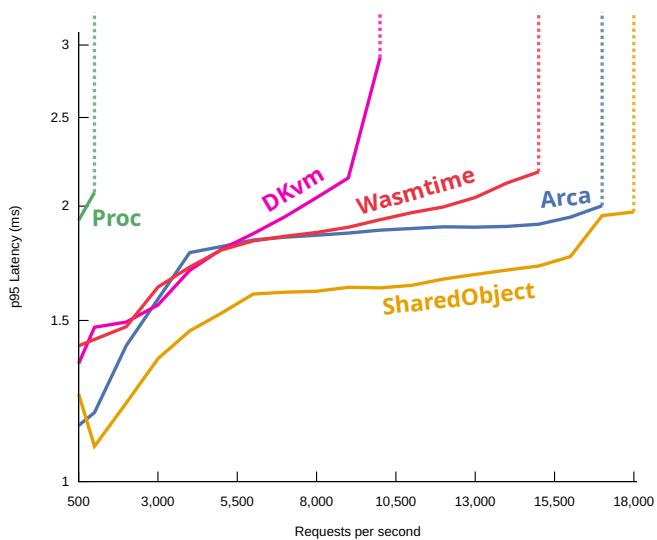 3
2.5
2
1.5
1
p95 Latency (ms)
Proc
DKvm
Wasmtime
Arca
SharedObject
500 3,000 5,500 8,000 10,500 13,000 15,500 18,000
Requests per second